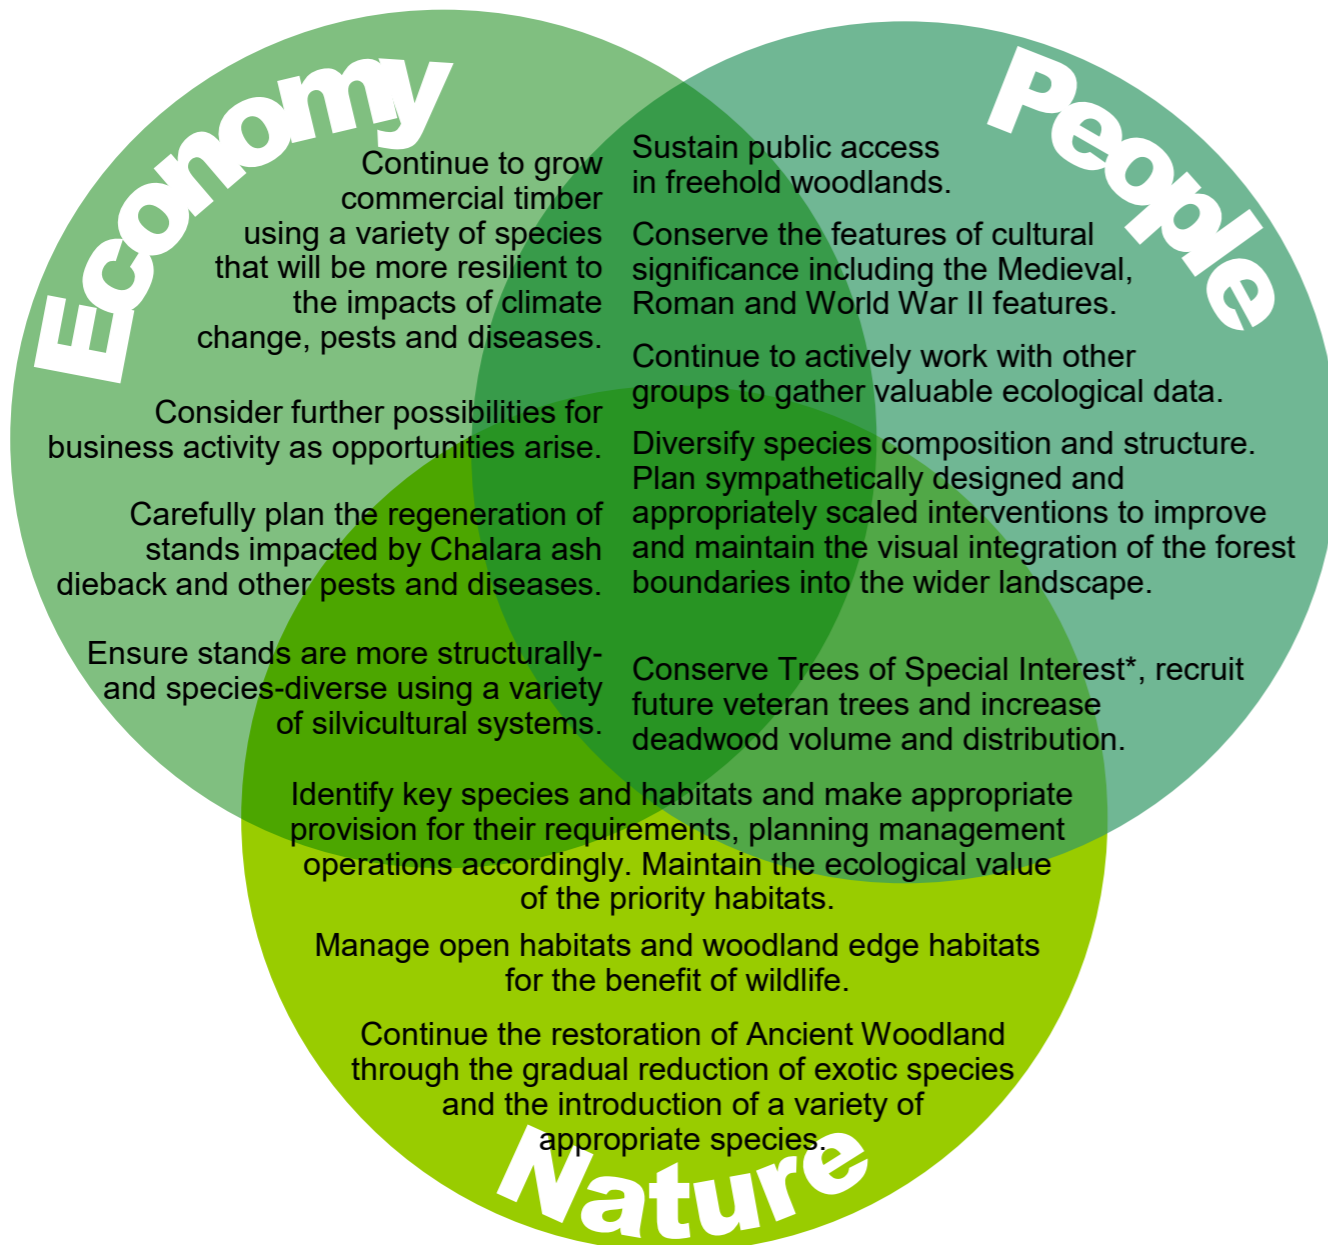 Economy
Continue to grow
commercial timber
using a variety of species
that will be more resilient to
the impacts of climate
change, pests and diseases.
Consider further possibilities for
business activity as opportunities arise.
Carefully plan the regeneration of
stands impacted by Chalara ash
dieback and other pests and diseases.
Ensure stands are more structurally-
and species-diverse using a variety
of silvicultural systems.
People
Sustain public access
in freehold woodlands.
Conserve the features of cultural
significance including the Medieval,
Roman and World War II features.
Continue to actively work with other
groups to gather valuable ecological data.
Diversify species composition and structure.
Plan sympathetically designed and
appropriately scaled interventions to improve
and maintain the visual integration of the forest
boundaries into the wider landscape.
Conserve Trees of Special Interest*, recruit
future veteran trees and increase
deadwood volume and distribution.
Identify key species and habitats and make appropriate
provision for their requirements, planning management
operations accordingly. Maintain the ecological value
of the priority habitats.
Manage open habitats and woodland edge habitats
for the benefit of wildlife.
Continue the restoration of Ancient Woodland
through the gradual reduction of exotic species
and the introduction of a variety of
appropriate species.
Nature